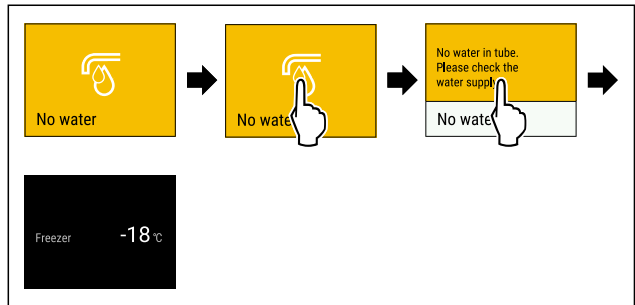 No water
No wat
No water in tube.
Please check the
water supply
No wate
Freezer -18 °C